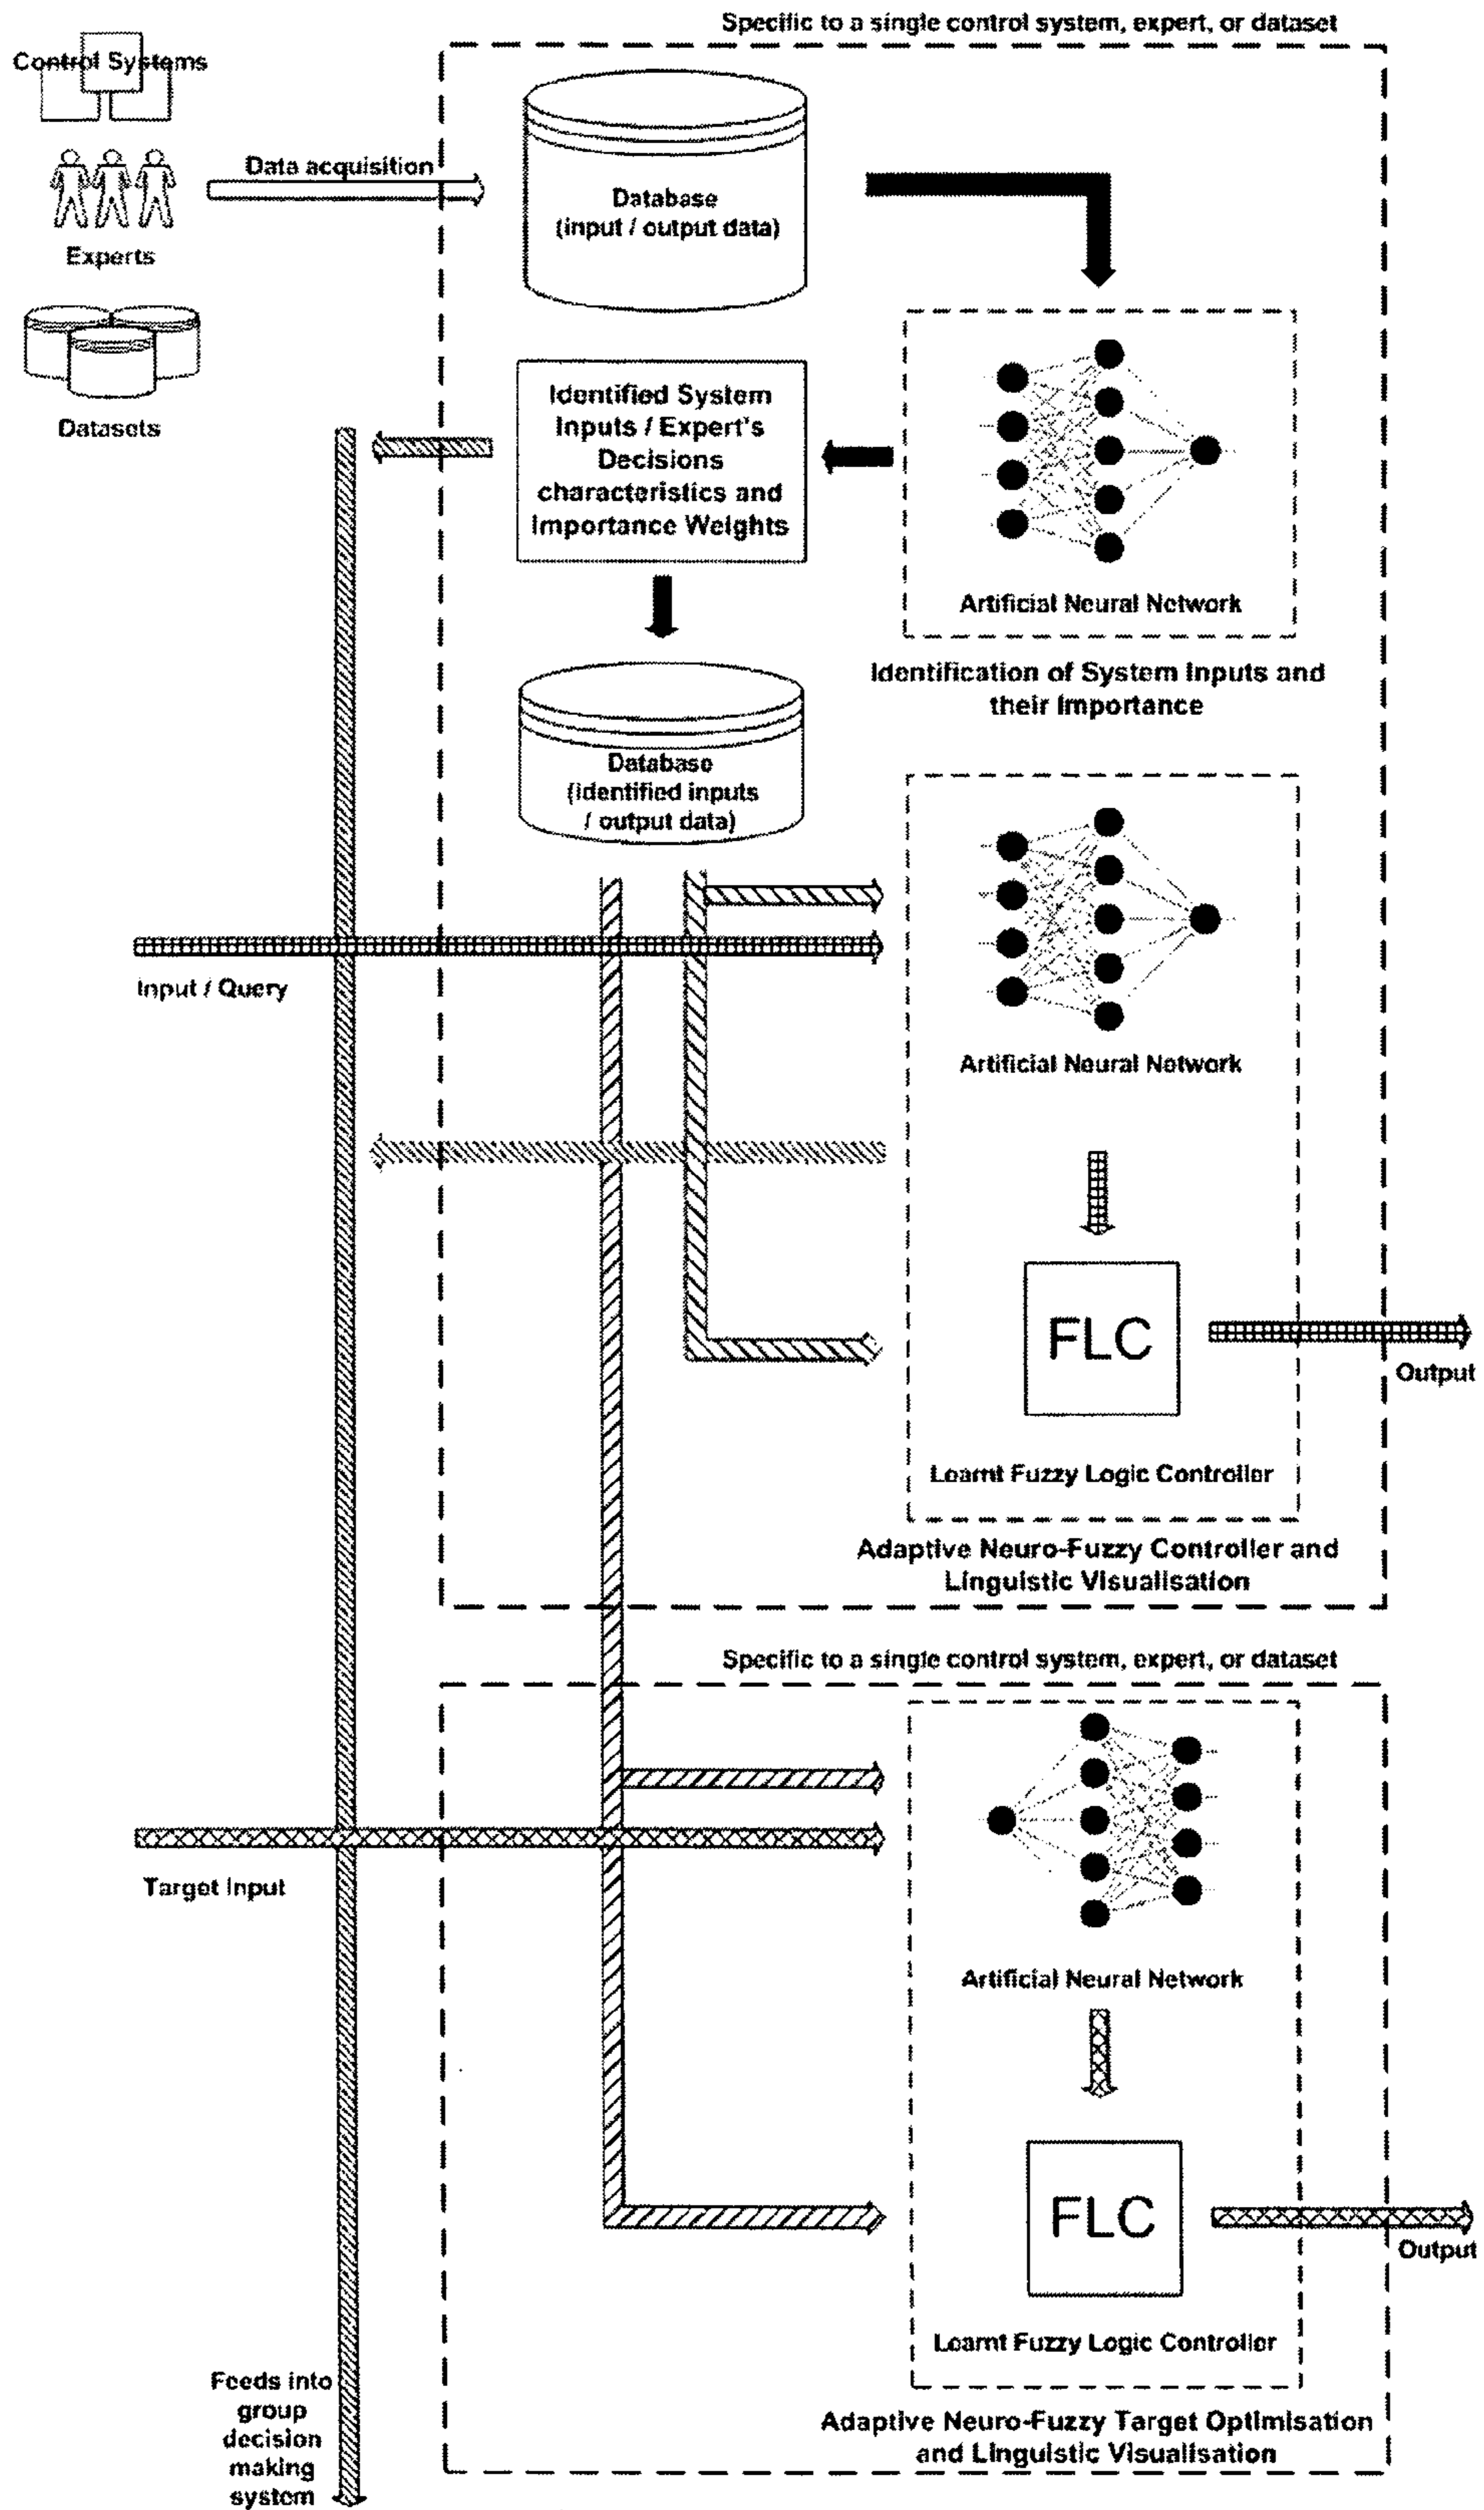 Specific to a single control system, expert, or dataset
Control Systems
Data acquisition
Experts
Datasets
Database
(input / output data)
Identified System
Inputs / Expert's
Decisions
characteristics and
Importance Weights
Artificial Neural Network
Identification of System Inputs and
their Importance
Database
(identified inputs
/ output data)
Input / Query
Artificial Neural Network
FLC
Output
Learnt Fuzzy Logic Controller
Adaptive Neuro-Fuzzy Controller and
Linguistic Visualisation
Specific to a single control system, expert, or dataset
Target Input
Artificial Neural Network
FLC
Output
Learnt Fuzzy Logic Controller
Feeds into
group
decision
making
system
Adaptive Neuro-Fuzzy Target Optimisation
and Linguistic Visualisation